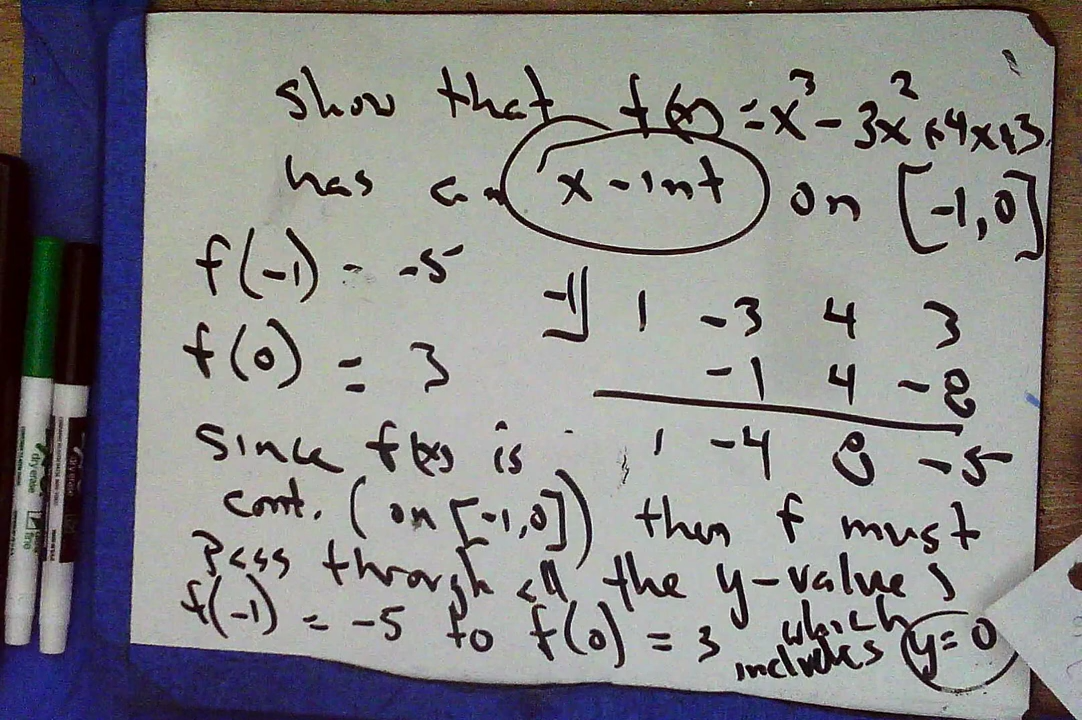 show that f(x) = x³ - 3x² + 4x + 3
has an x-int on [-1, 0]
f(-1) = -5
f(0) = 3
-1 1 -3 4 3
-1 4 -8
1 -4 8 -5
since f(x) is
cont. (on [-1, 0]) then f must
pass through all the y-values
f(-1) = -5 to f(0) = 3 which
includes y = 0